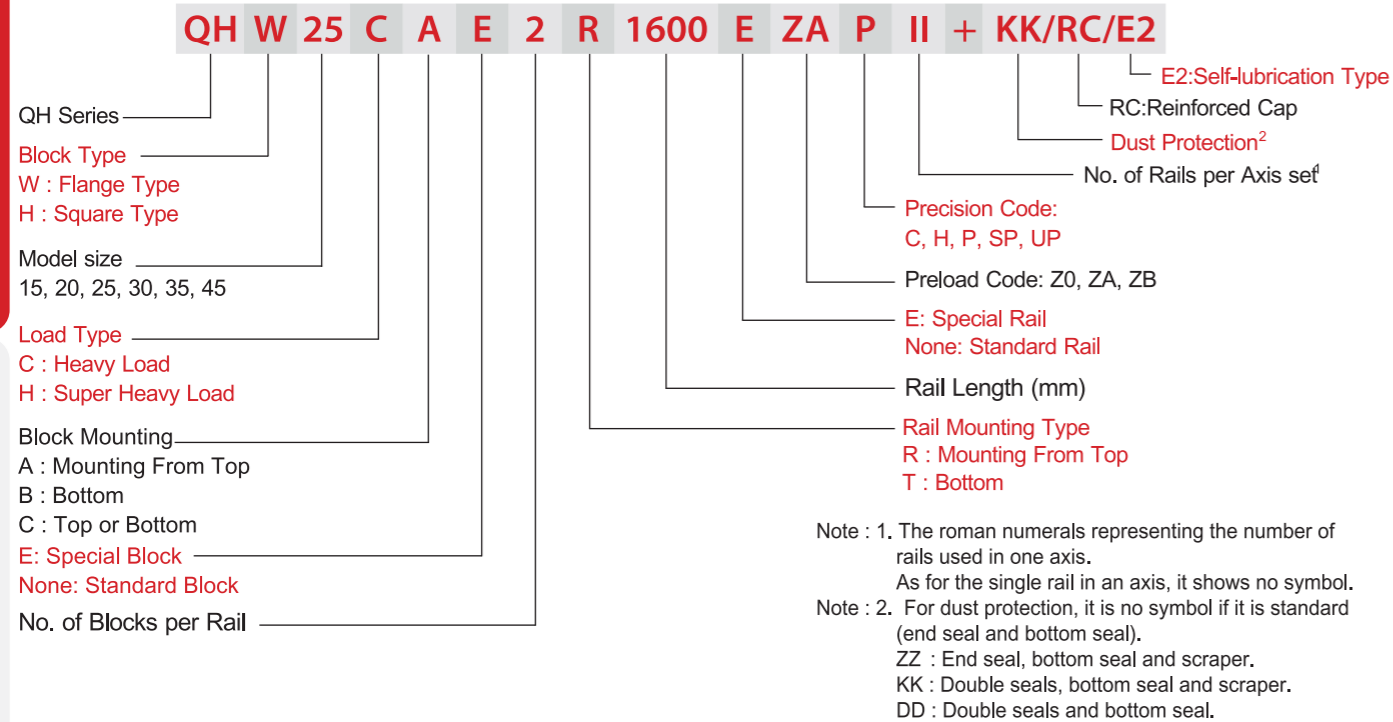 QH W 25 C A E 2 R 1600 E ZA P II + KK/RC/E2
QH Series
Block Type
W : Flange Type
H : Square Type
Model size
15, 20, 25, 30, 35, 45
Load Type
C : Heavy Load
H : Super Heavy Load
Block Mounting
A : Mounting From Top
B : Bottom
C : Top or Bottom
E: Special Block
None: Standard Block
No. of Blocks per Rail
E2:Self-lubrication Type
RC:Reinforced Cap
Dust Protection²
No. of Rails per Axis set¹
Precision Code:
C, H, P, SP, UP
Preload Code: Z0, ZA, ZB
E: Special Rail
None: Standard Rail
Rail Length (mm)
Rail Mounting Type
R : Mounting From Top
T : Bottom
Note : 1. The roman numerals representing the number of
rails used in one axis.
As for the single rail in an axis, it shows no symbol.
Note : 2. For dust protection, it is no symbol if it is standard
(end seal and bottom seal).
ZZ : End seal, bottom seal and scraper.
KK : Double seals, bottom seal and scraper.
DD : Double seals and bottom seal.